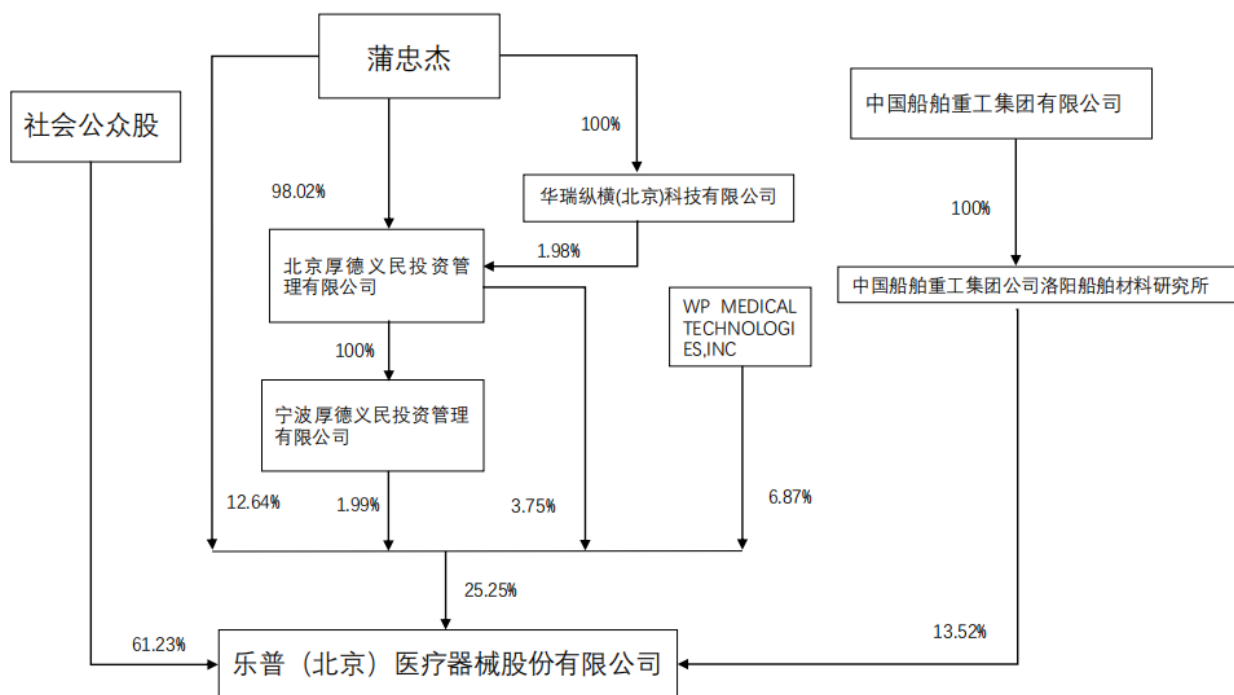 蒲忠杰
社会公众股
中国船舶重工集团有限公司
100%
98.02%
华瑞纵横(北京)科技有限公司
100%
1.98%
北京厚德义民投资管
理有限公司
中国船舶重工集团公司洛阳船舶材料研究所
WP MEDICAL
TECHNOLOGI
ES,INC
100%
宁波厚德义民投资管理
有限公司
12.64%
1.99%
3.75%
6.87%
25.25%
61.23%
13.52%
乐普（北京）医疗器械股份有限公司